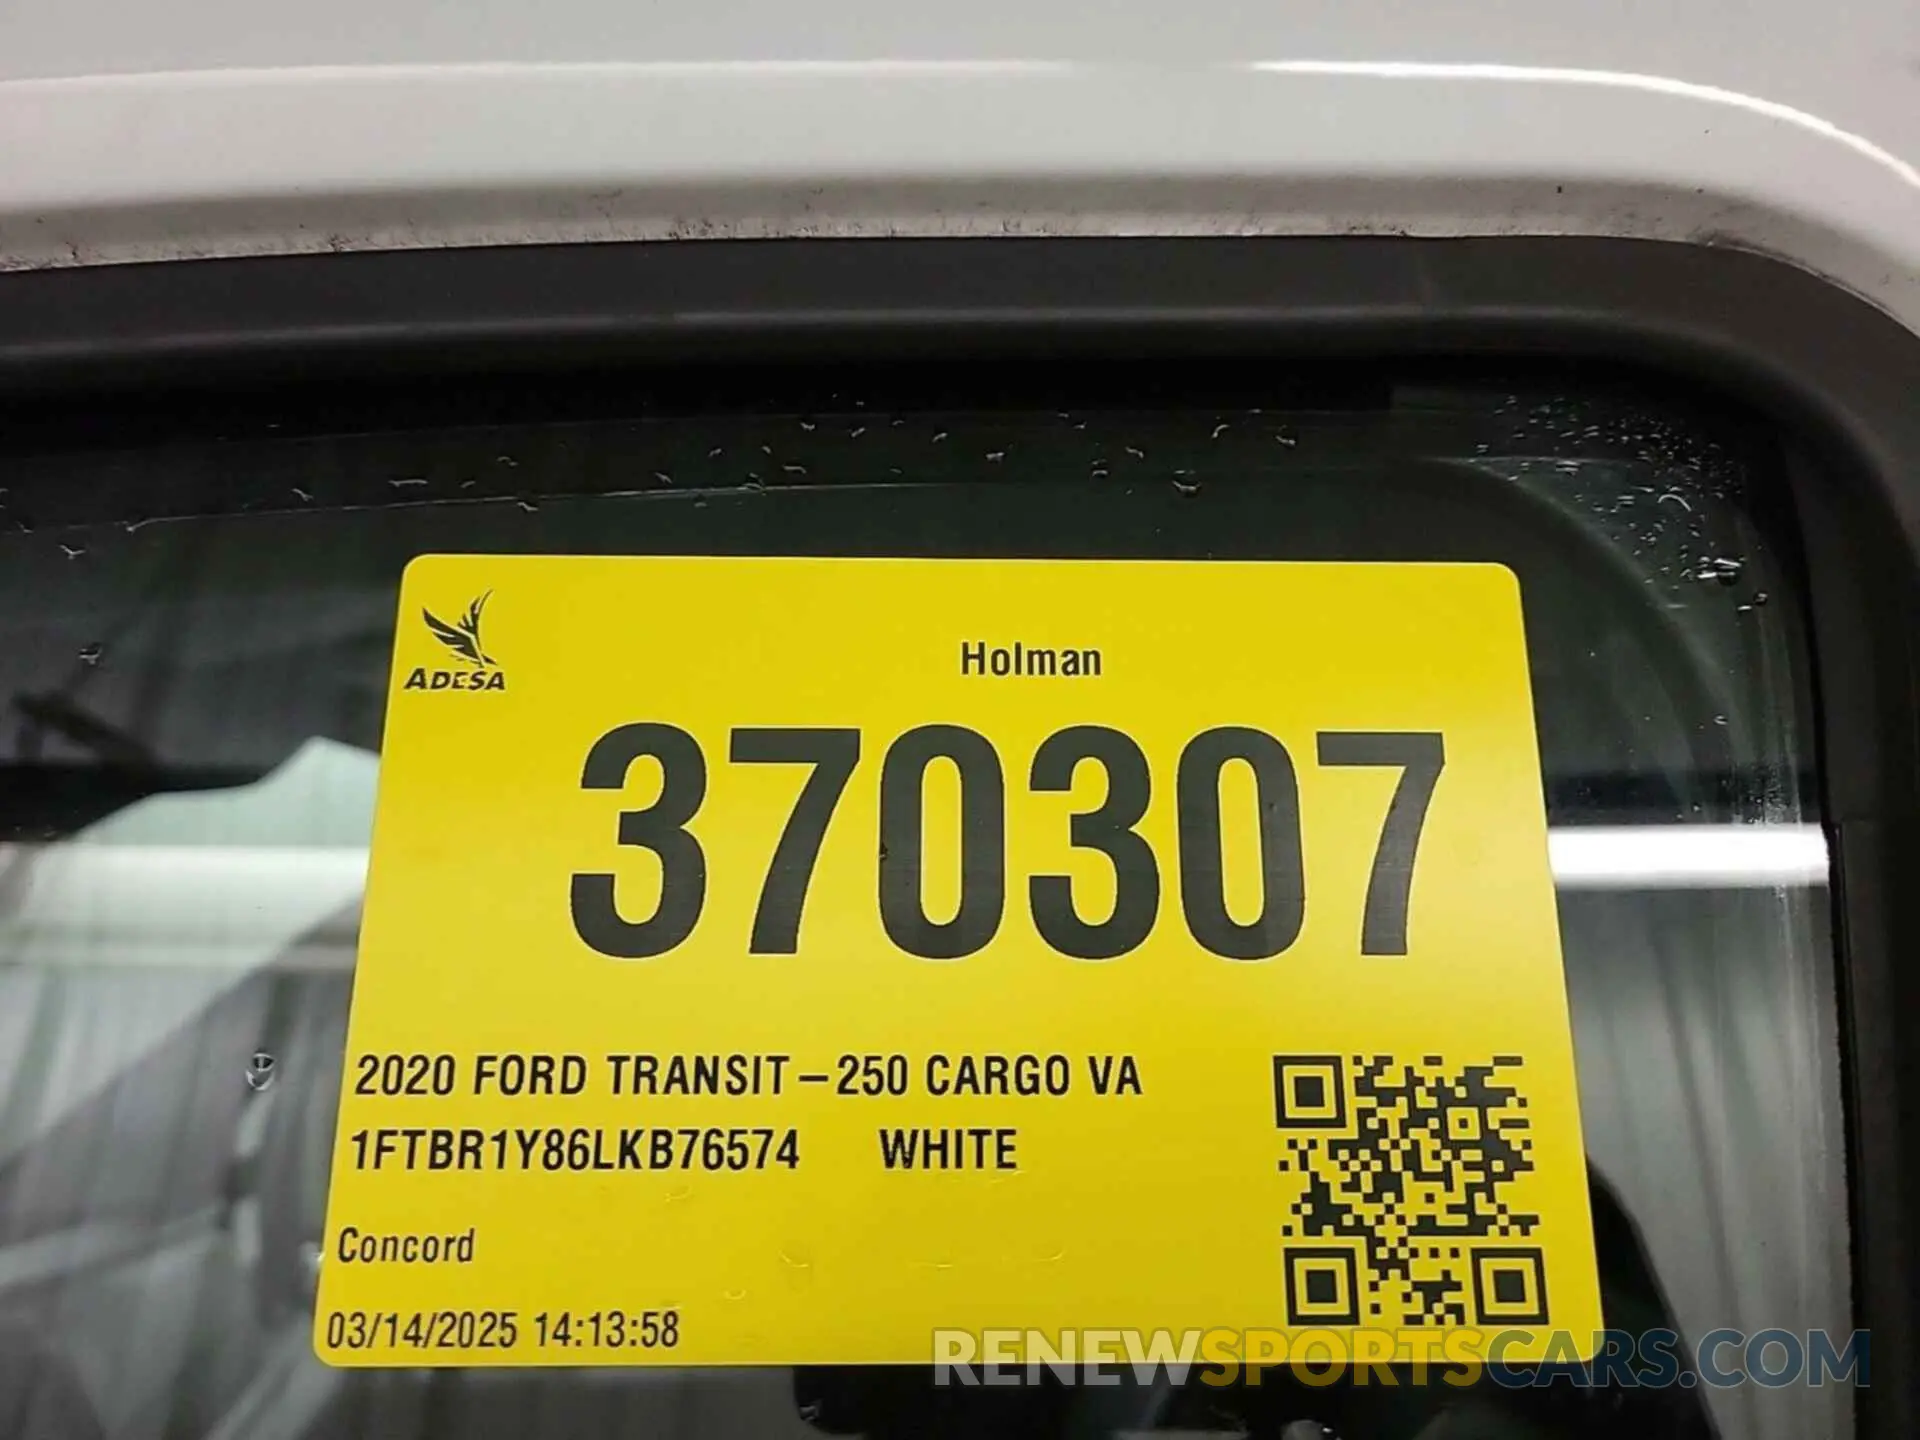 ADESA
Holman
370307
2020 FORD TRANSIT-250 CARGO VA
1FTBR1Y86LKB76574 WHITE
Concord
03/14/2025 14:13:58
RENEWSPORTSCARS.COM